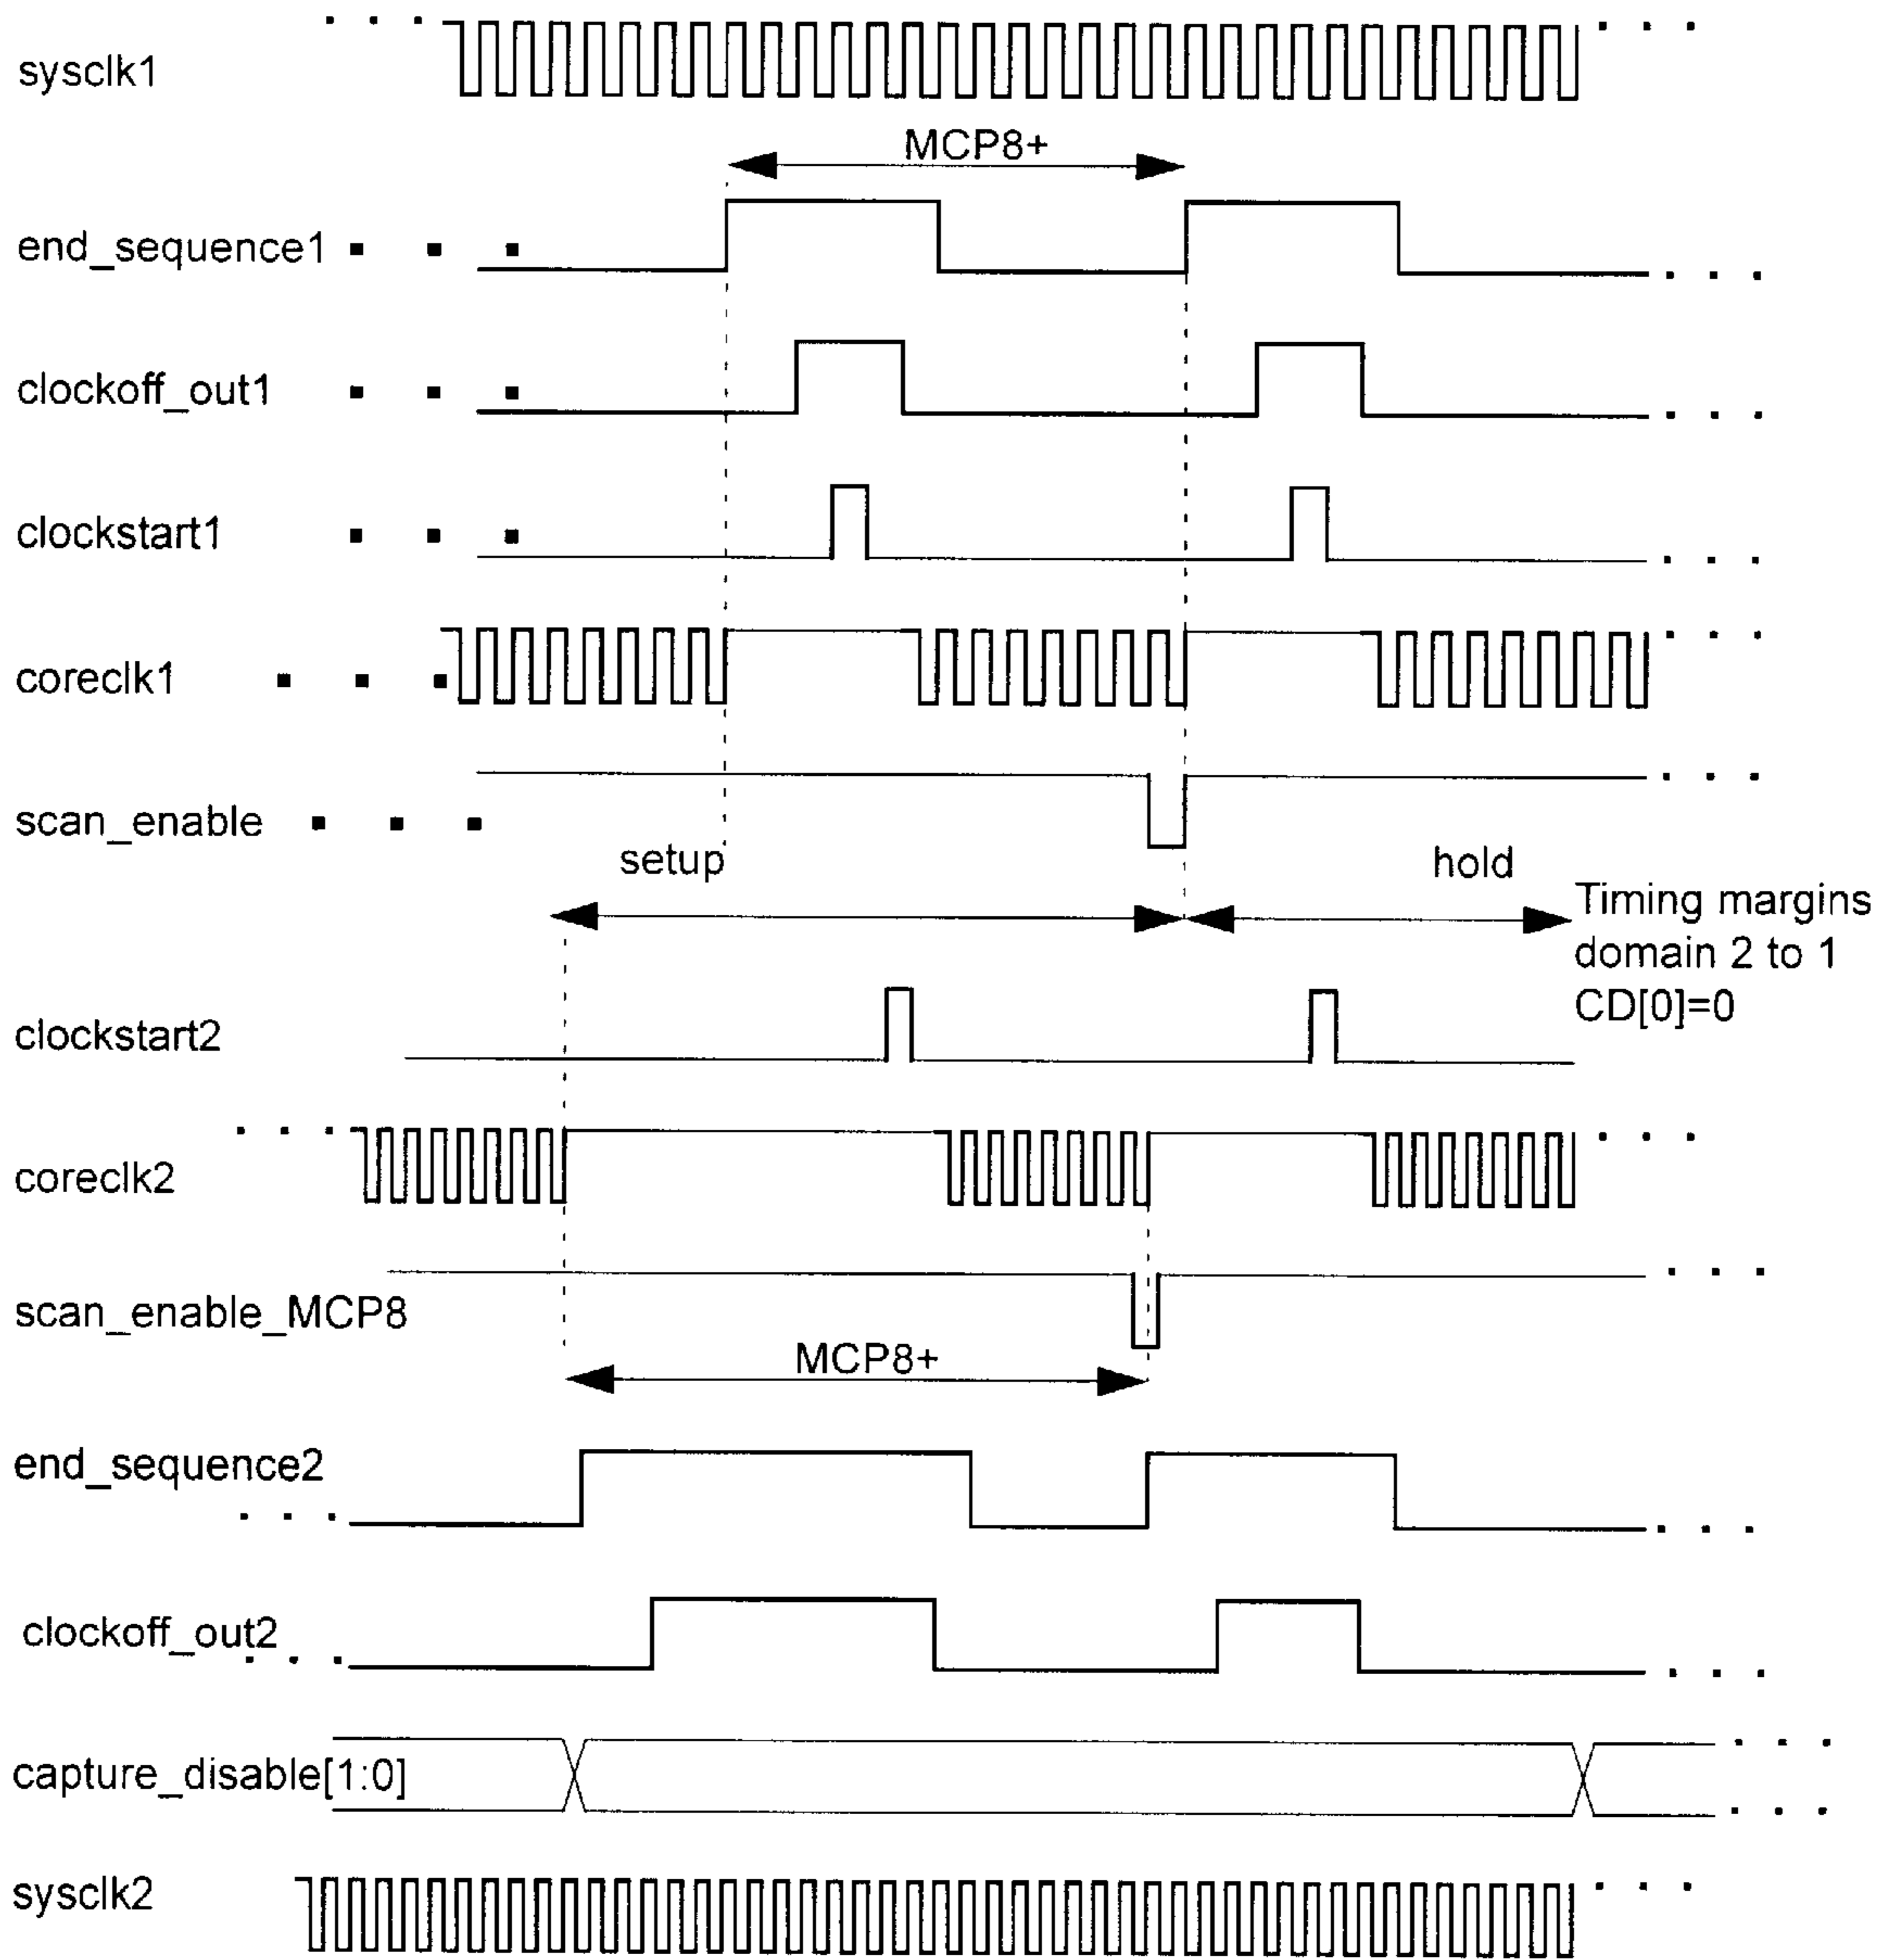 sysclk1
MCP8+
end_sequence1
clockoff_out1
clockstart1
coreclk1
scan_enable
setup
hold
Timing margins
domain 2 to 1
CD[0]=0
clockstart2
coreclk2
scan_enable_MCP8
MCP8+
end_sequence2
clockoff_out2
capture_disable[1:0]
sysclk2